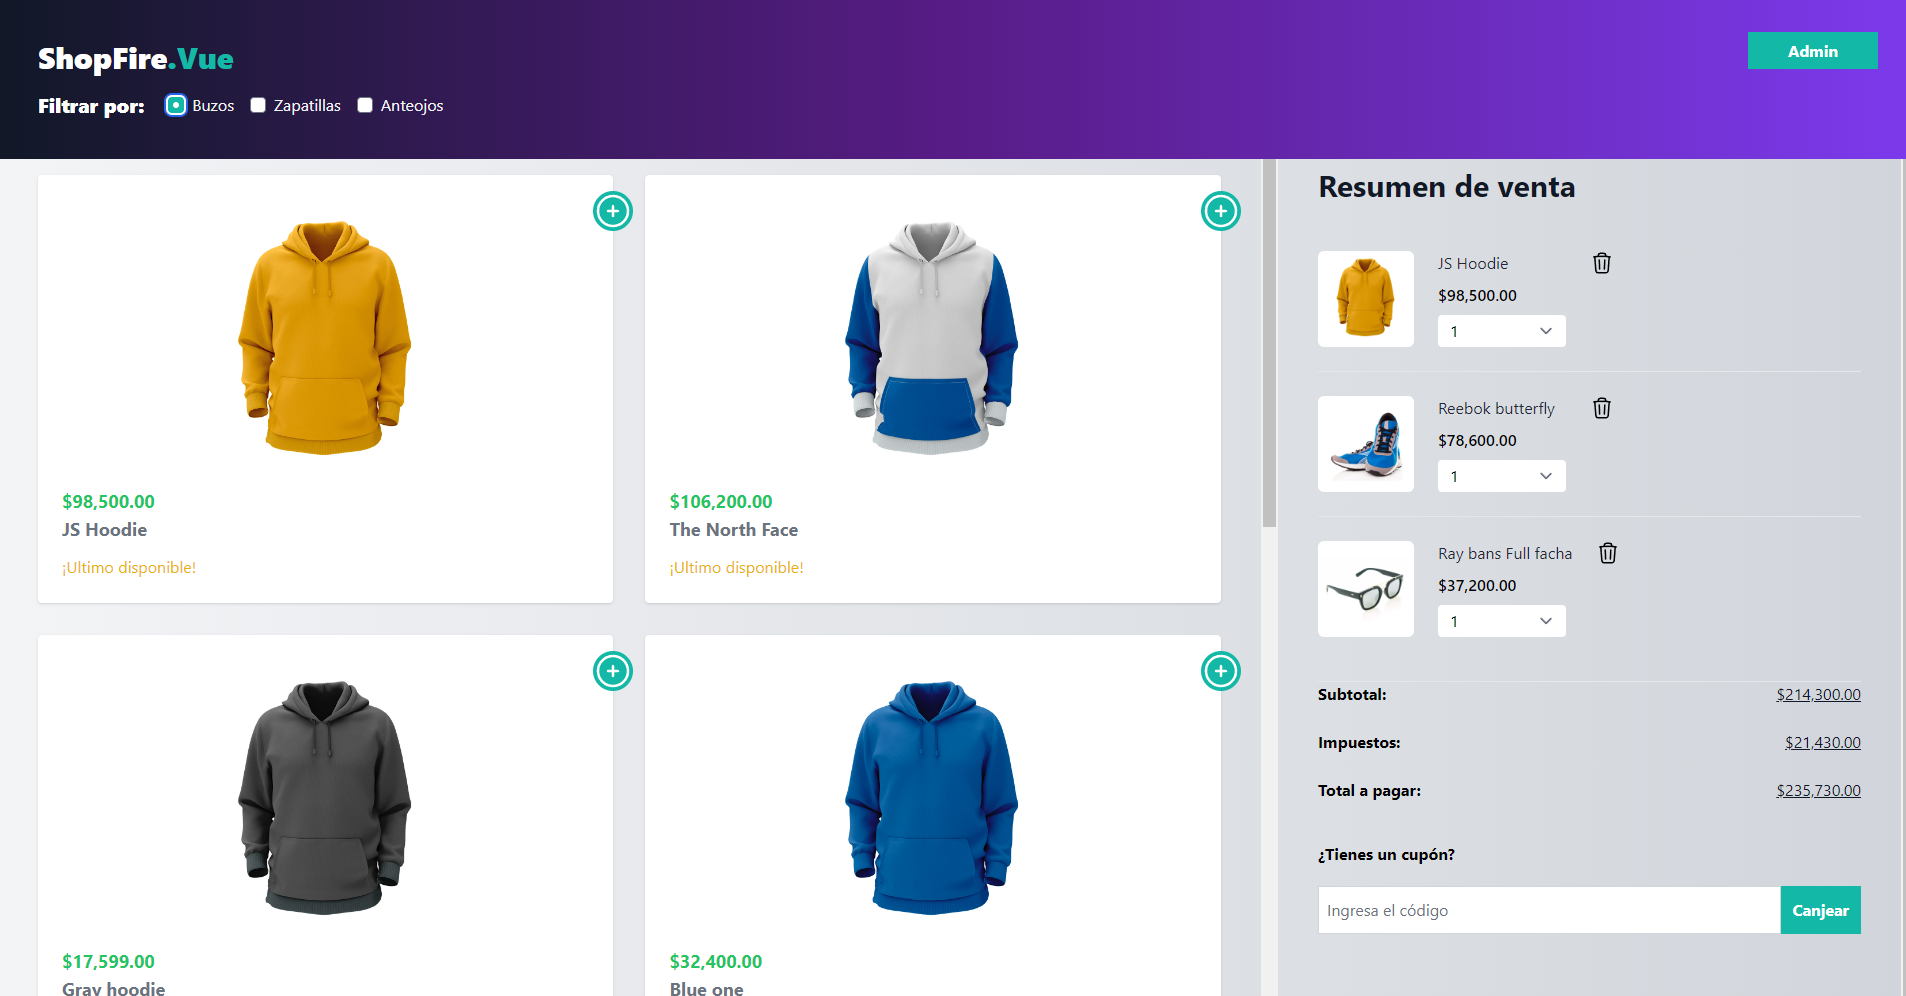 ShopFire.Vue
Admin
Filtrar por: Buzos Zapatillas Anteojos
$98,500.00
JS Hoodie
¡Ultimo disponible!
$106,200.00
The North Face
¡Ultimo disponible!
$17,599.00
Gray hoodie
$32,400.00
Blue one
Resumen de venta
JS Hoodie
$98,500.00
1
Reebok butterfly
$78,600.00
1
Ray bans Full facha
$37,200.00
1
Subtotal: $214,300.00
Impuestos: $21,430.00
Total a pagar: $235,730.00
¿Tienes un cupón?
Ingresa el código Canjear